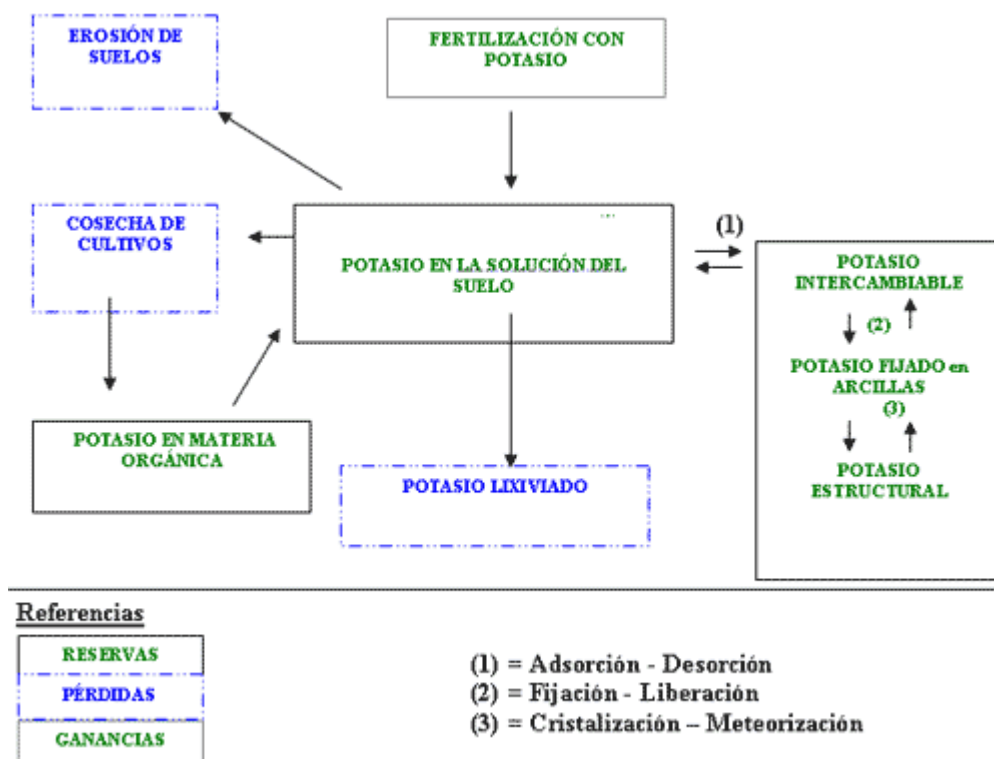 EROSIÓN DE
SUELOS
FERTILIZACIÓN CON
POTASIO
COSECHA DE
CULTIVOS
POTASIO EN LA SOLUCIÓN DEL
SUELO
(1)
POTASIO
INTERCAMBIABLE
(2)
POTASIO FIJADO en
ARCILLAS
(3)
POTASIO
ESTRUCTURAL
POTASIO EN MATERIA
ORGÁNICA
POTASIO LIXIVIADO
Referencias
RESERVAS
PÉRDIDAS
GANANCIAS
(1) = Adsorción - Desorción
(2) = Fijación - Liberación
(3) = Cristalización – Meteorización